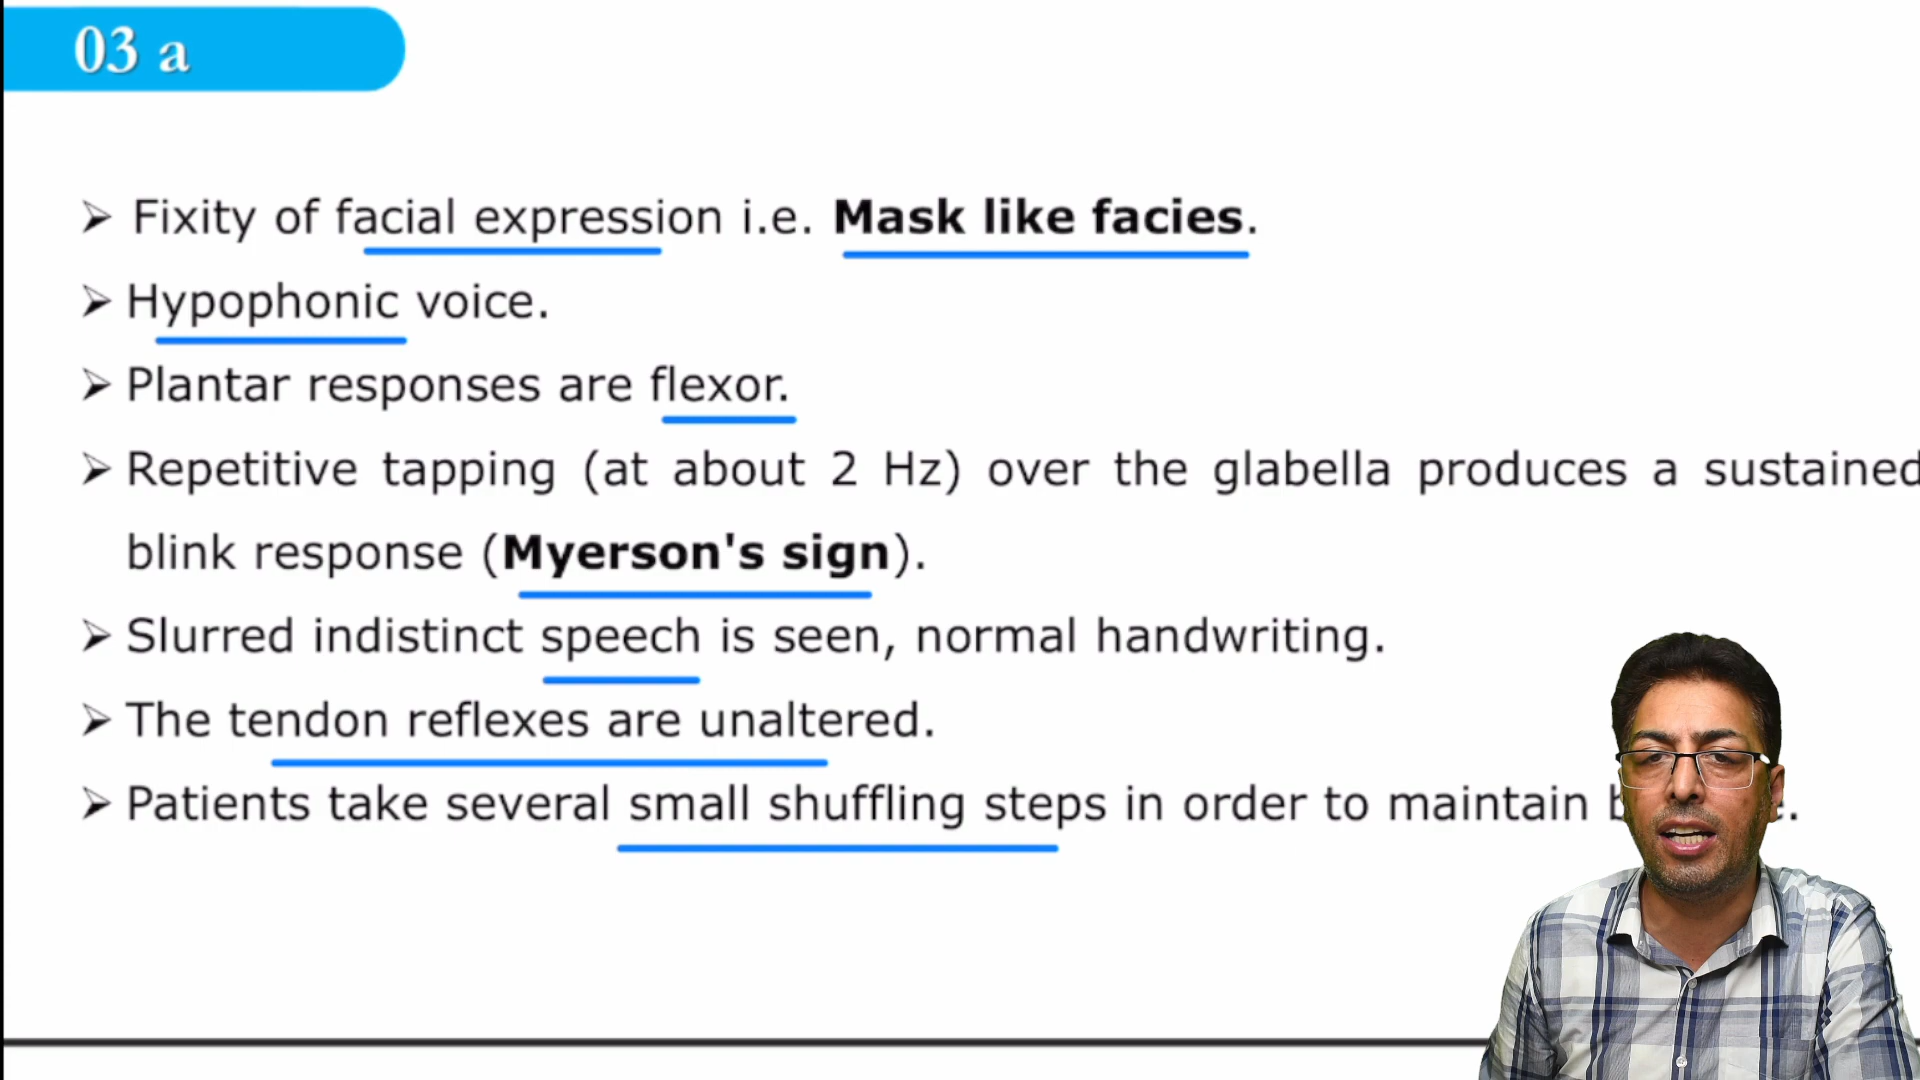 03 a
➢ Fixity of facial expression i.e. Mask like facies.
➢ Hypophonic voice.
➢ Plantar responses are flexor.
➢ Repetitive tapping (at about 2 Hz) over the glabella produces a sustained
blink response (Myerson's sign).
➢ Slurred indistinct speech is seen, normal handwriting.
➢ The tendon reflexes are unaltered.
➢ Patients take several small shuffling steps in order to maintain